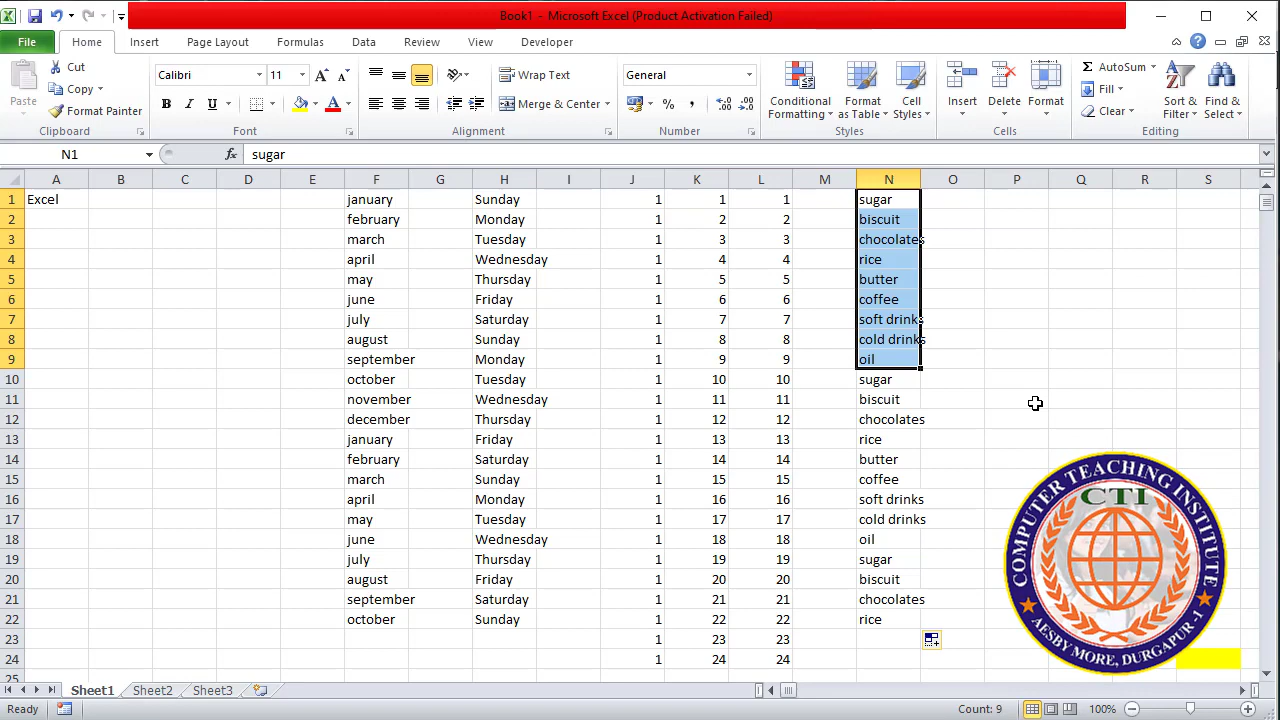 Book1 - Microsoft Excel (Product Activation Failed)
File Home Insert Page Layout Formulas Data Review View Developer
Paste
Cut
Copy
Format Painter
Clipboard
Calibri 11
B I U
Font
Wrap Text
Merge & Center
Alignment
General
% ,
Number
Conditional Formatting
Format as Table
Cell Styles
Styles
Insert Delete Format
Cells
AutoSum
Fill
Clear
Sort & Filter
Find & Select
Editing
N1 fx sugar
A B C D E F G H I J K L M N O P Q R S
1 Excel january Sunday 1 1 1 sugar
2 february Monday 1 2 2 biscuit
3 march Tuesday 1 3 3 chocolates
4 april Wednesday 1 4 4 rice
5 may Thursday 1 5 5 butter
6 june Friday 1 6 6 coffee
7 july Saturday 1 7 7 soft drinks
8 august Sunday 1 8 8 cold drinks
9 september Monday 1 9 9 oil
10 october Tuesday 1 10 10 sugar
11 november Wednesday 1 11 11 biscuit
12 december Thursday 1 12 12 chocolates
13 january Friday 1 13 13 rice
14 february Saturday 1 14 14 butter
15 march Sunday 1 15 15 coffee
16 april Monday 1 16 16 soft drinks
17 may Tuesday 1 17 17 cold drinks
18 june Wednesday 1 18 18 oil
19 july Thursday 1 19 19 sugar
20 august Friday 1 20 20 biscuit
21 september Saturday 1 21 21 chocolates
22 october Sunday 1 22 22 rice
23 1 23 23
24 1 24 24
25
COMPUTER TEACHING INSTITUTE
CTI
AESBY MORE, DURGAPUR -1
Sheet1 Sheet2 Sheet3
Ready Count: 9 100%